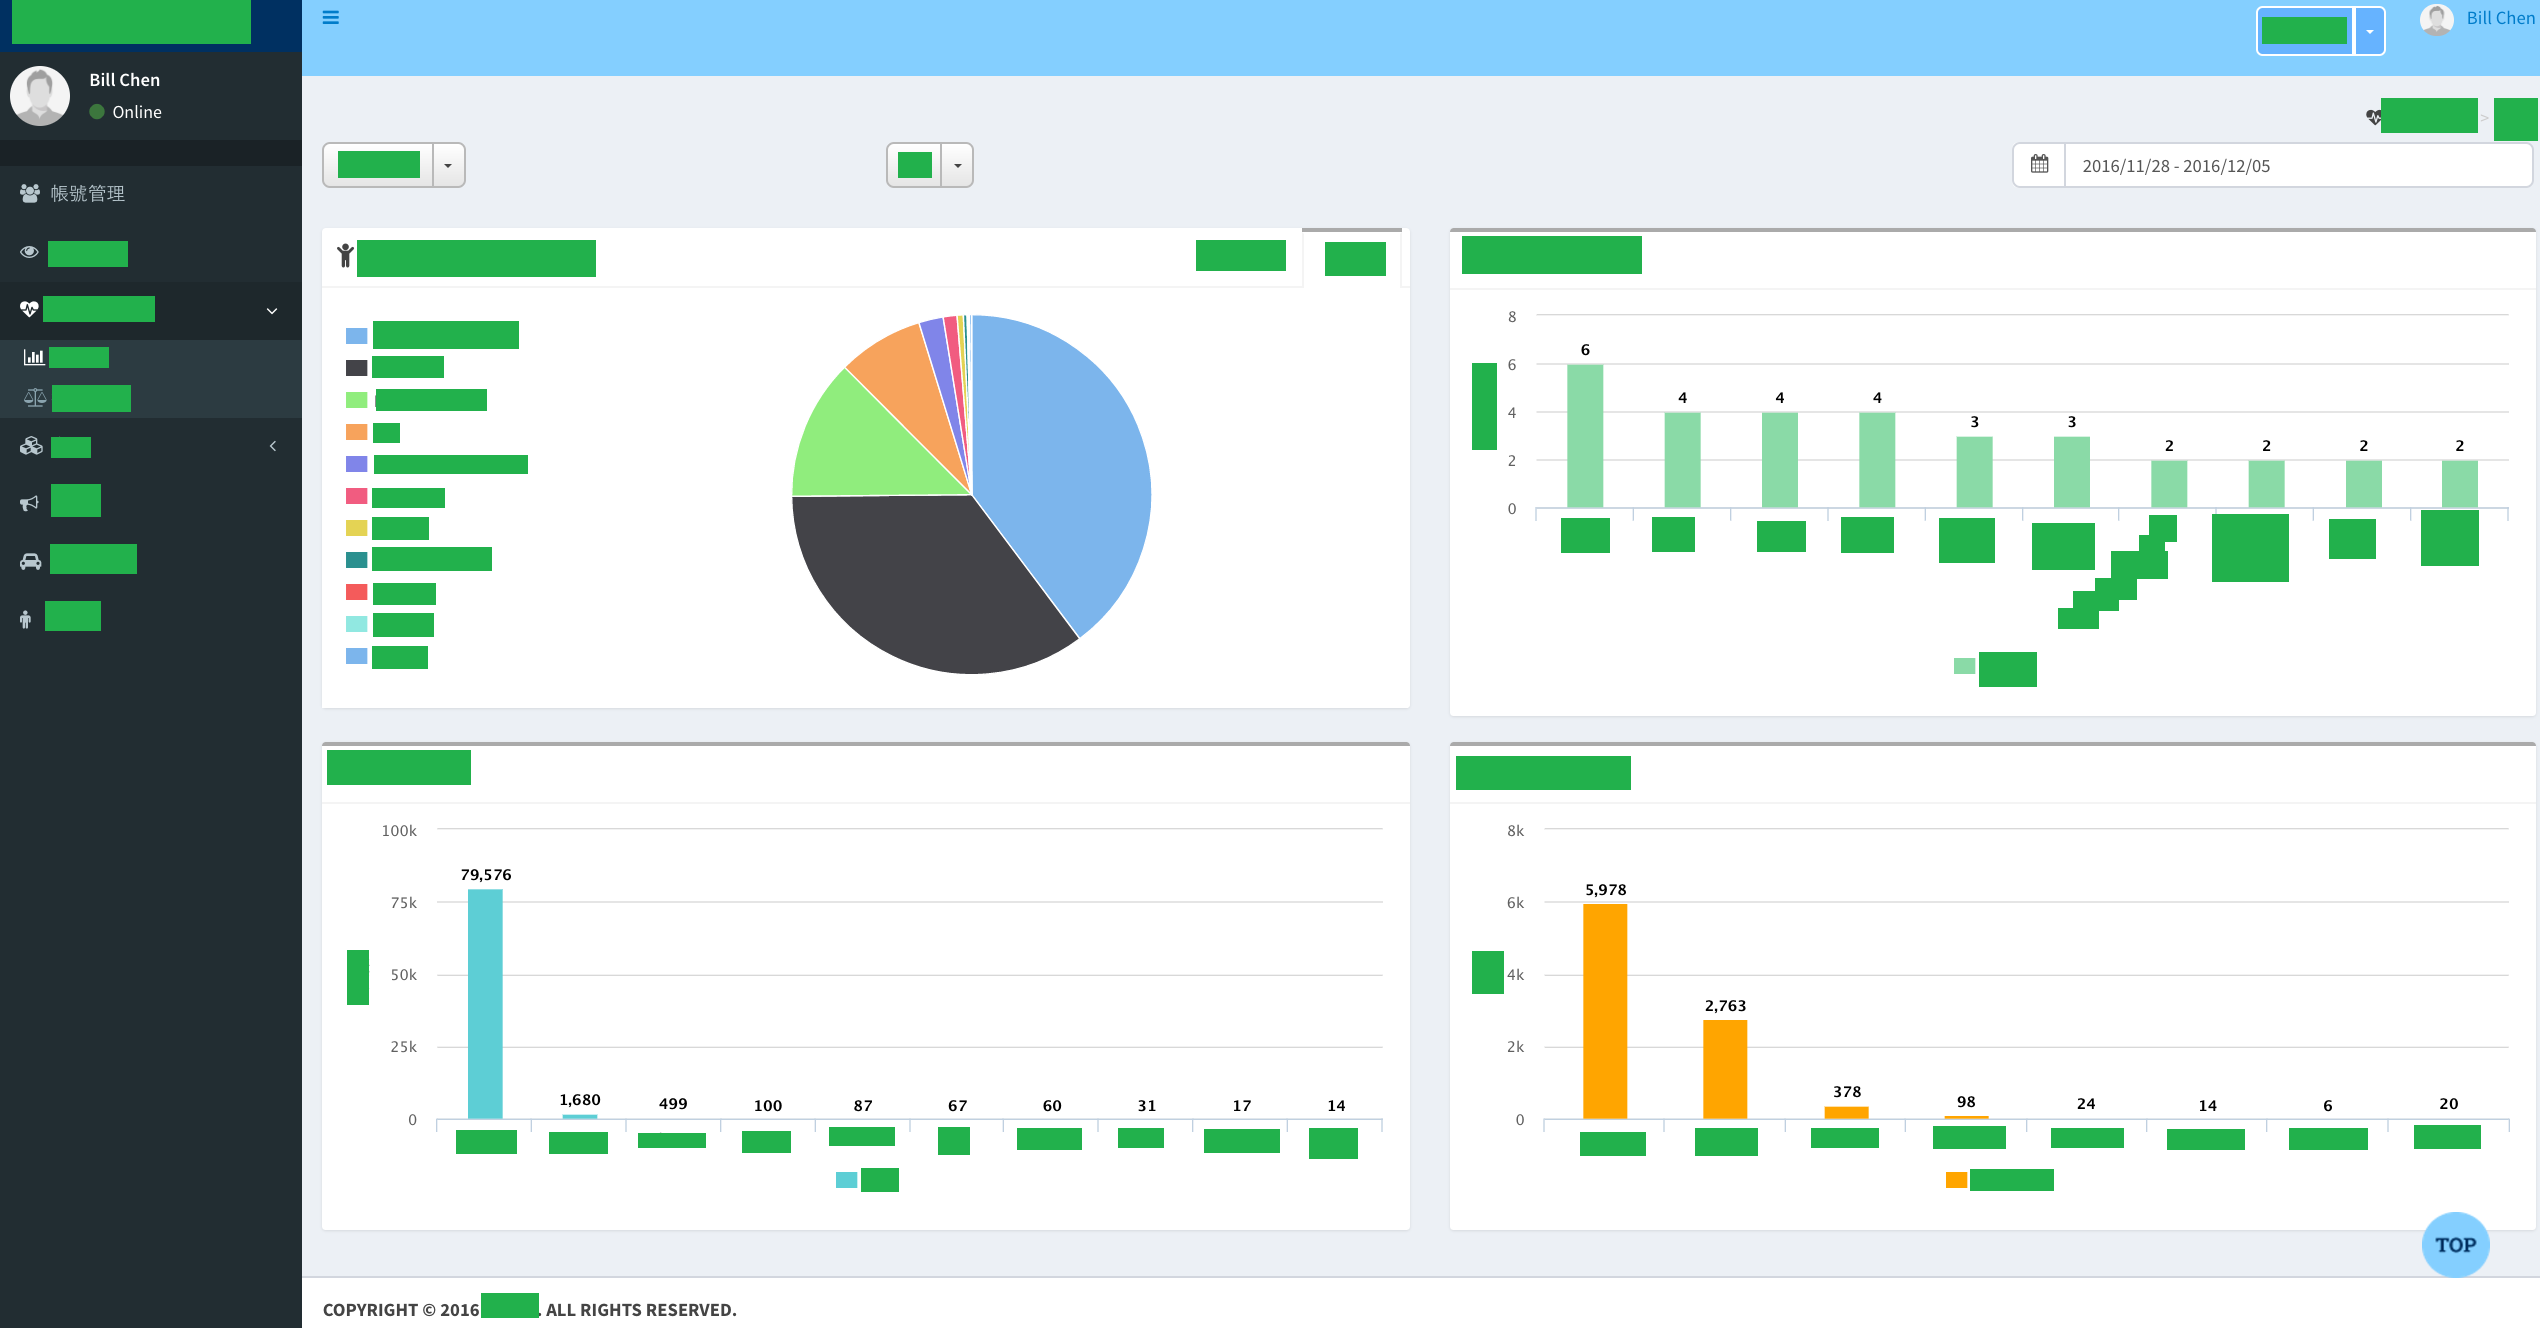 Bill Chen
Bill Chen
Online
帳號管理
>
2016/11/28 - 2016/12/05
8
6
4
2
0
6
4
4
4
3
3
2
2
2
2
100k
75k
50k
25k
0
79,576
1,680
499
100
87
67
60
31
17
14
8k
6k
4k
2k
0
5,978
2,763
378
98
24
14
6
20
TOP
COPYRIGHT © 2016 . ALL RIGHTS RESERVED.